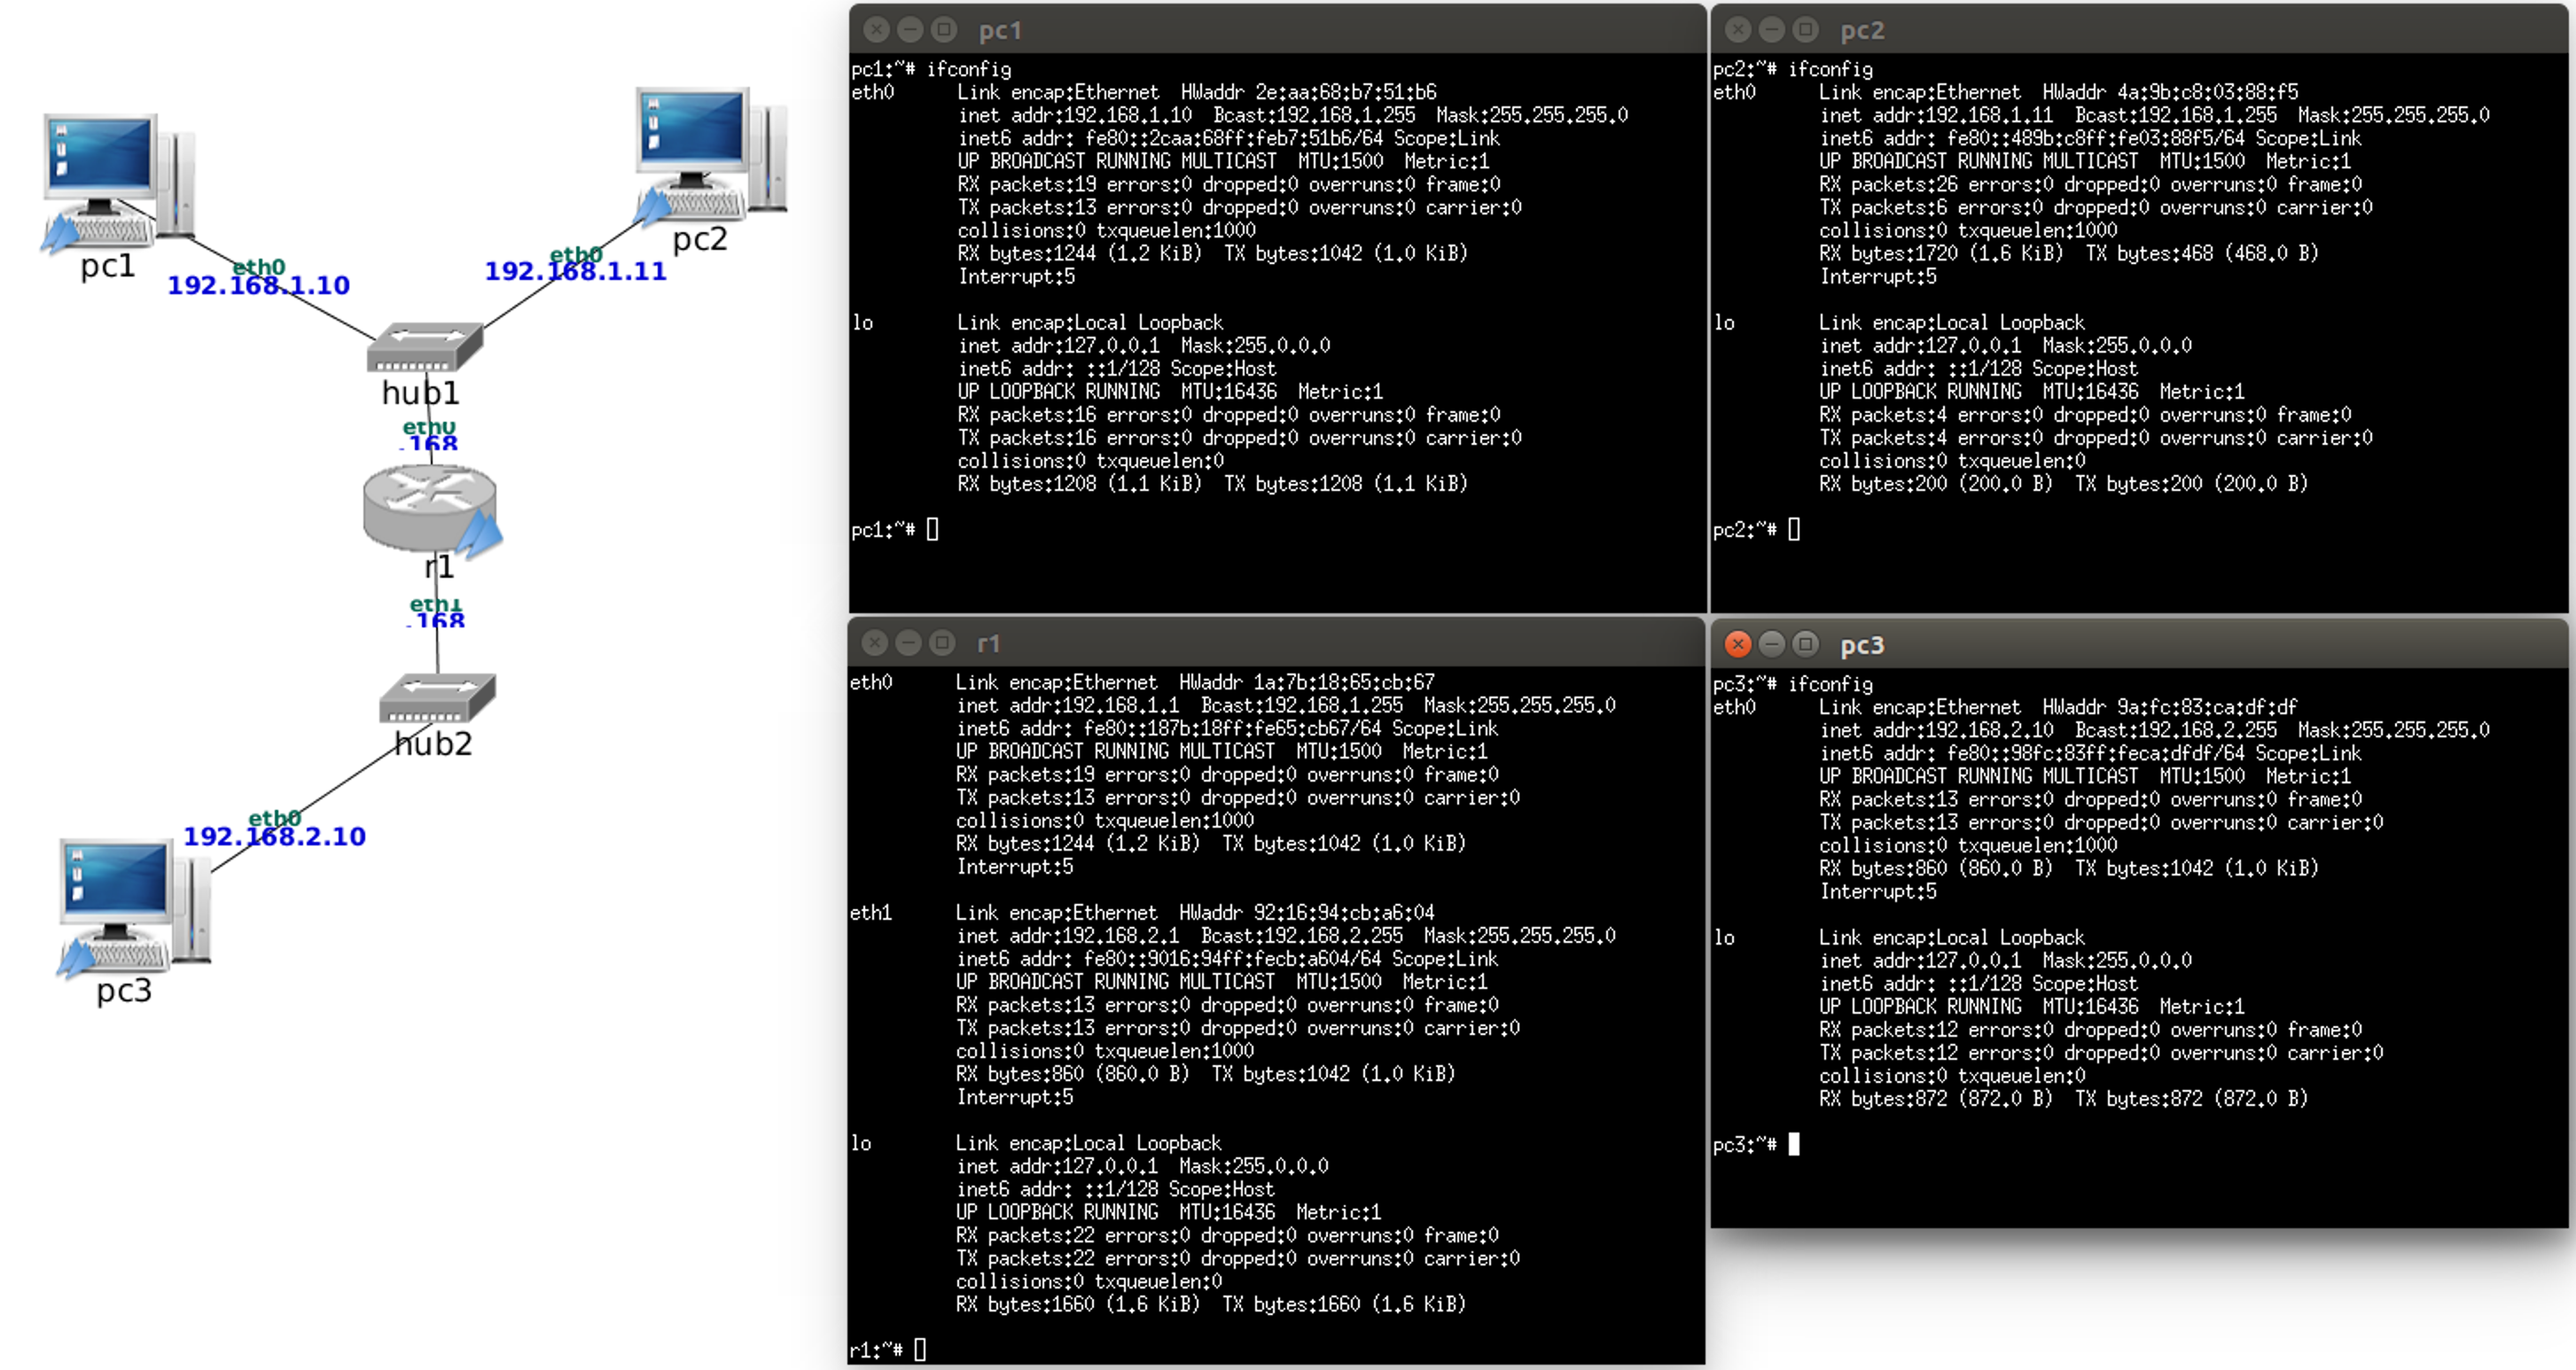 pc1
pc2
eth0
192.168.1.10
eth0
192.168.1.11
hub1
eth0
.168
r1
eth1
.168
hub2
eth0
192.168.2.10
pc3
pc1
pc1:~# ifconfig
eth0      Link encap:Ethernet  HWaddr 2e:aa:68:b7:51:b6
          inet addr:192.168.1.10  Bcast:192.168.1.255  Mask:255.255.255.0
          inet6 addr: fe80::2caa:68ff:feb7:51b6/64 Scope:Link
          UP BROADCAST RUNNING MULTICAST  MTU:1500  Metric:1
          RX packets:19 errors:0 dropped:0 overruns:0 frame:0
          TX packets:13 errors:0 dropped:0 overruns:0 carrier:0
          collisions:0 txqueuelen:1000
          RX bytes:1244 (1.2 KiB)  TX bytes:1042 (1.0 KiB)
          Interrupt:5
lo        Link encap:Local Loopback
          inet addr:127.0.0.1  Mask:255.0.0.0
          inet6 addr: ::1/128 Scope:Host
          UP LOOPBACK RUNNING  MTU:16436  Metric:1
          RX packets:16 errors:0 dropped:0 overruns:0 frame:0
          TX packets:16 errors:0 dropped:0 overruns:0 carrier:0
          collisions:0 txqueuelen:0
          RX bytes:1208 (1.1 KiB)  TX bytes:1208 (1.1 KiB)
pc1:~#
pc2
pc2:~# ifconfig
eth0      Link encap:Ethernet  HWaddr 4a:9b:c8:03:88:f5
          inet addr:192.168.1.11  Bcast:192.168.1.255  Mask:255.255.255.0
          inet6 addr: fe80::489b:c8ff:fe03:88f5/64 Scope:Link
          UP BROADCAST RUNNING MULTICAST  MTU:1500  Metric:1
          RX packets:26 errors:0 dropped:0 overruns:0 frame:0
          TX packets:6 errors:0 dropped:0 overruns:0 carrier:0
          collisions:0 txqueuelen:1000
          RX bytes:1720 (1.6 KiB)  TX bytes:468 (468.0 B)
          Interrupt:5
lo        Link encap:Local Loopback
          inet addr:127.0.0.1  Mask:255.0.0.0
          inet6 addr: ::1/128 Scope:Host
          UP LOOPBACK RUNNING  MTU:16436  Metric:1
          RX packets:4 errors:0 dropped:0 overruns:0 frame:0
          TX packets:4 errors:0 dropped:0 overruns:0 carrier:0
          collisions:0 txqueuelen:0
          RX bytes:200 (200.0 B)  TX bytes:200 (200.0 B)
pc2:~#
r1
eth0      Link encap:Ethernet  HWaddr 1a:7b:18:65:cb:67
          inet addr:192.168.1.1  Bcast:192.168.1.255  Mask:255.255.255.0
          inet6 addr: fe80::187b:18ff:fe65:cb67/64 Scope:Link
          UP BROADCAST RUNNING MULTICAST  MTU:1500  Metric:1
          RX packets:19 errors:0 dropped:0 overruns:0 frame:0
          TX packets:13 errors:0 dropped:0 overruns:0 carrier:0
          collisions:0 txqueuelen:1000
          RX bytes:1244 (1.2 KiB)  TX bytes:1042 (1.0 KiB)
          Interrupt:5
eth1      Link encap:Ethernet  HWaddr 92:16:94:cb:a6:04
          inet addr:192.168.2.1  Bcast:192.168.2.255  Mask:255.255.255.0
          inet6 addr: fe80::9016:94ff:fecb:a604/64 Scope:Link
          UP BROADCAST RUNNING MULTICAST  MTU:1500  Metric:1
          RX packets:13 errors:0 dropped:0 overruns:0 frame:0
          TX packets:13 errors:0 dropped:0 overruns:0 carrier:0
          collisions:0 txqueuelen:1000
          RX bytes:860 (860.0 B)  TX bytes:1042 (1.0 KiB)
          Interrupt:5
lo        Link encap:Local Loopback
          inet addr:127.0.0.1  Mask:255.0.0.0
          inet6 addr: ::1/128 Scope:Host
          UP LOOPBACK RUNNING  MTU:16436  Metric:1
          RX packets:22 errors:0 dropped:0 overruns:0 frame:0
          TX packets:22 errors:0 dropped:0 overruns:0 carrier:0
          collisions:0 txqueuelen:0
          RX bytes:1660 (1.6 KiB)  TX bytes:1660 (1.6 KiB)
r1:~#
pc3
pc3:~# ifconfig
eth0      Link encap:Ethernet  HWaddr 9a:fc:83:ca:df:df
          inet addr:192.168.2.10  Bcast:192.168.2.255  Mask:255.255.255.0
          inet6 addr: fe80::98fc:83ff:feca:dfdf/64 Scope:Link
          UP BROADCAST RUNNING MULTICAST  MTU:1500  Metric:1
          RX packets:13 errors:0 dropped:0 overruns:0 frame:0
          TX packets:13 errors:0 dropped:0 overruns:0 carrier:0
          collisions:0 txqueuelen:1000
          RX bytes:860 (860.0 B)  TX bytes:1042 (1.0 KiB)
          Interrupt:5
lo        Link encap:Local Loopback
          inet addr:127.0.0.1  Mask:255.0.0.0
          inet6 addr: ::1/128 Scope:Host
          UP LOOPBACK RUNNING  MTU:16436  Metric:1
          RX packets:12 errors:0 dropped:0 overruns:0 frame:0
          TX packets:12 errors:0 dropped:0 overruns:0 carrier:0
          collisions:0 txqueuelen:0
          RX bytes:872 (872.0 B)  TX bytes:872 (872.0 B)
pc3:~#